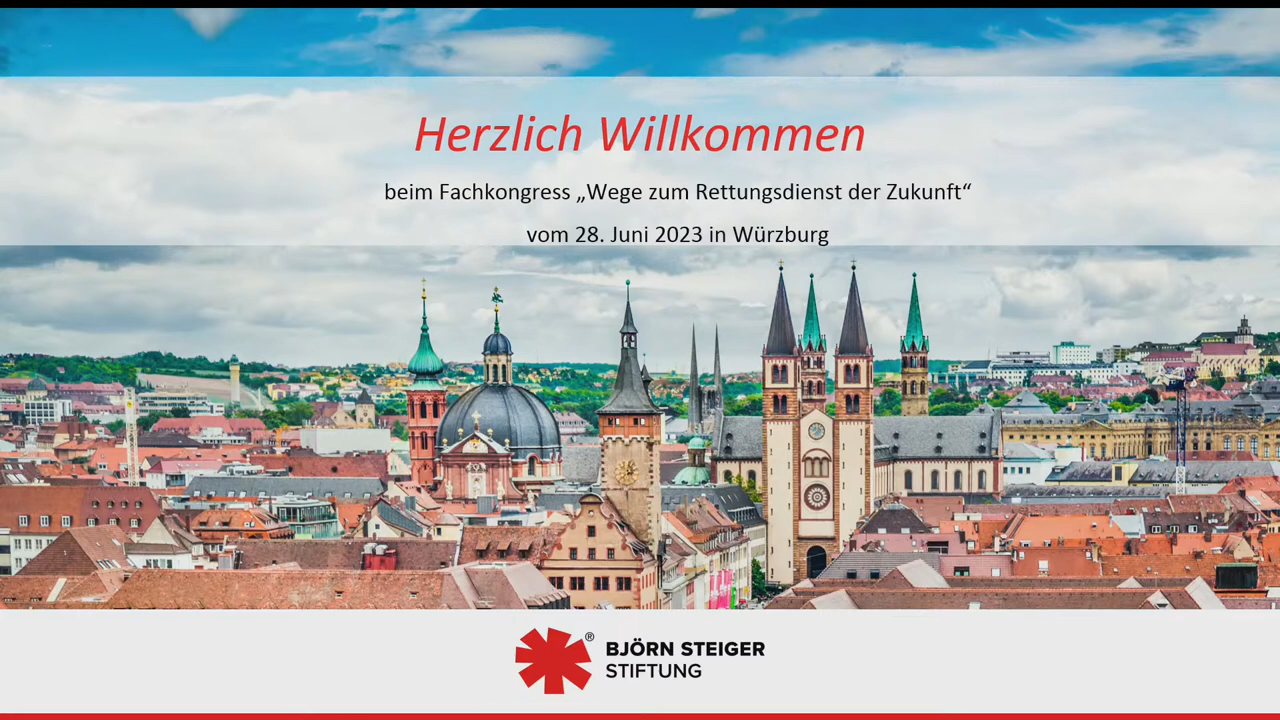 Herzlich Willkommen
beim Fachkongress „Wege zum Rettungsdienst der Zukunft“
vom 28. Juni 2023 in Würzburg
®
BJÖRN STEIGER
STIFTUNG